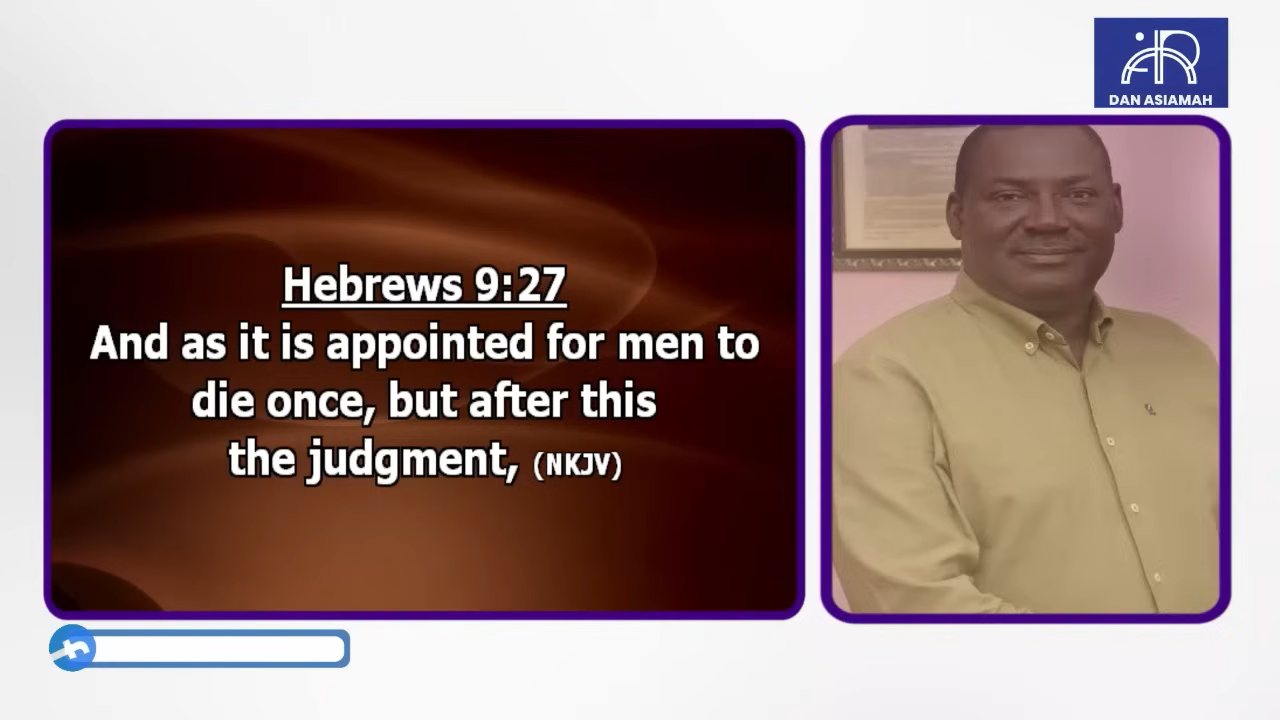 DAN ASIAMAH
Hebrews 9:27
And as it is appointed for men to
die once, but after this
the judgment, (NKJV)